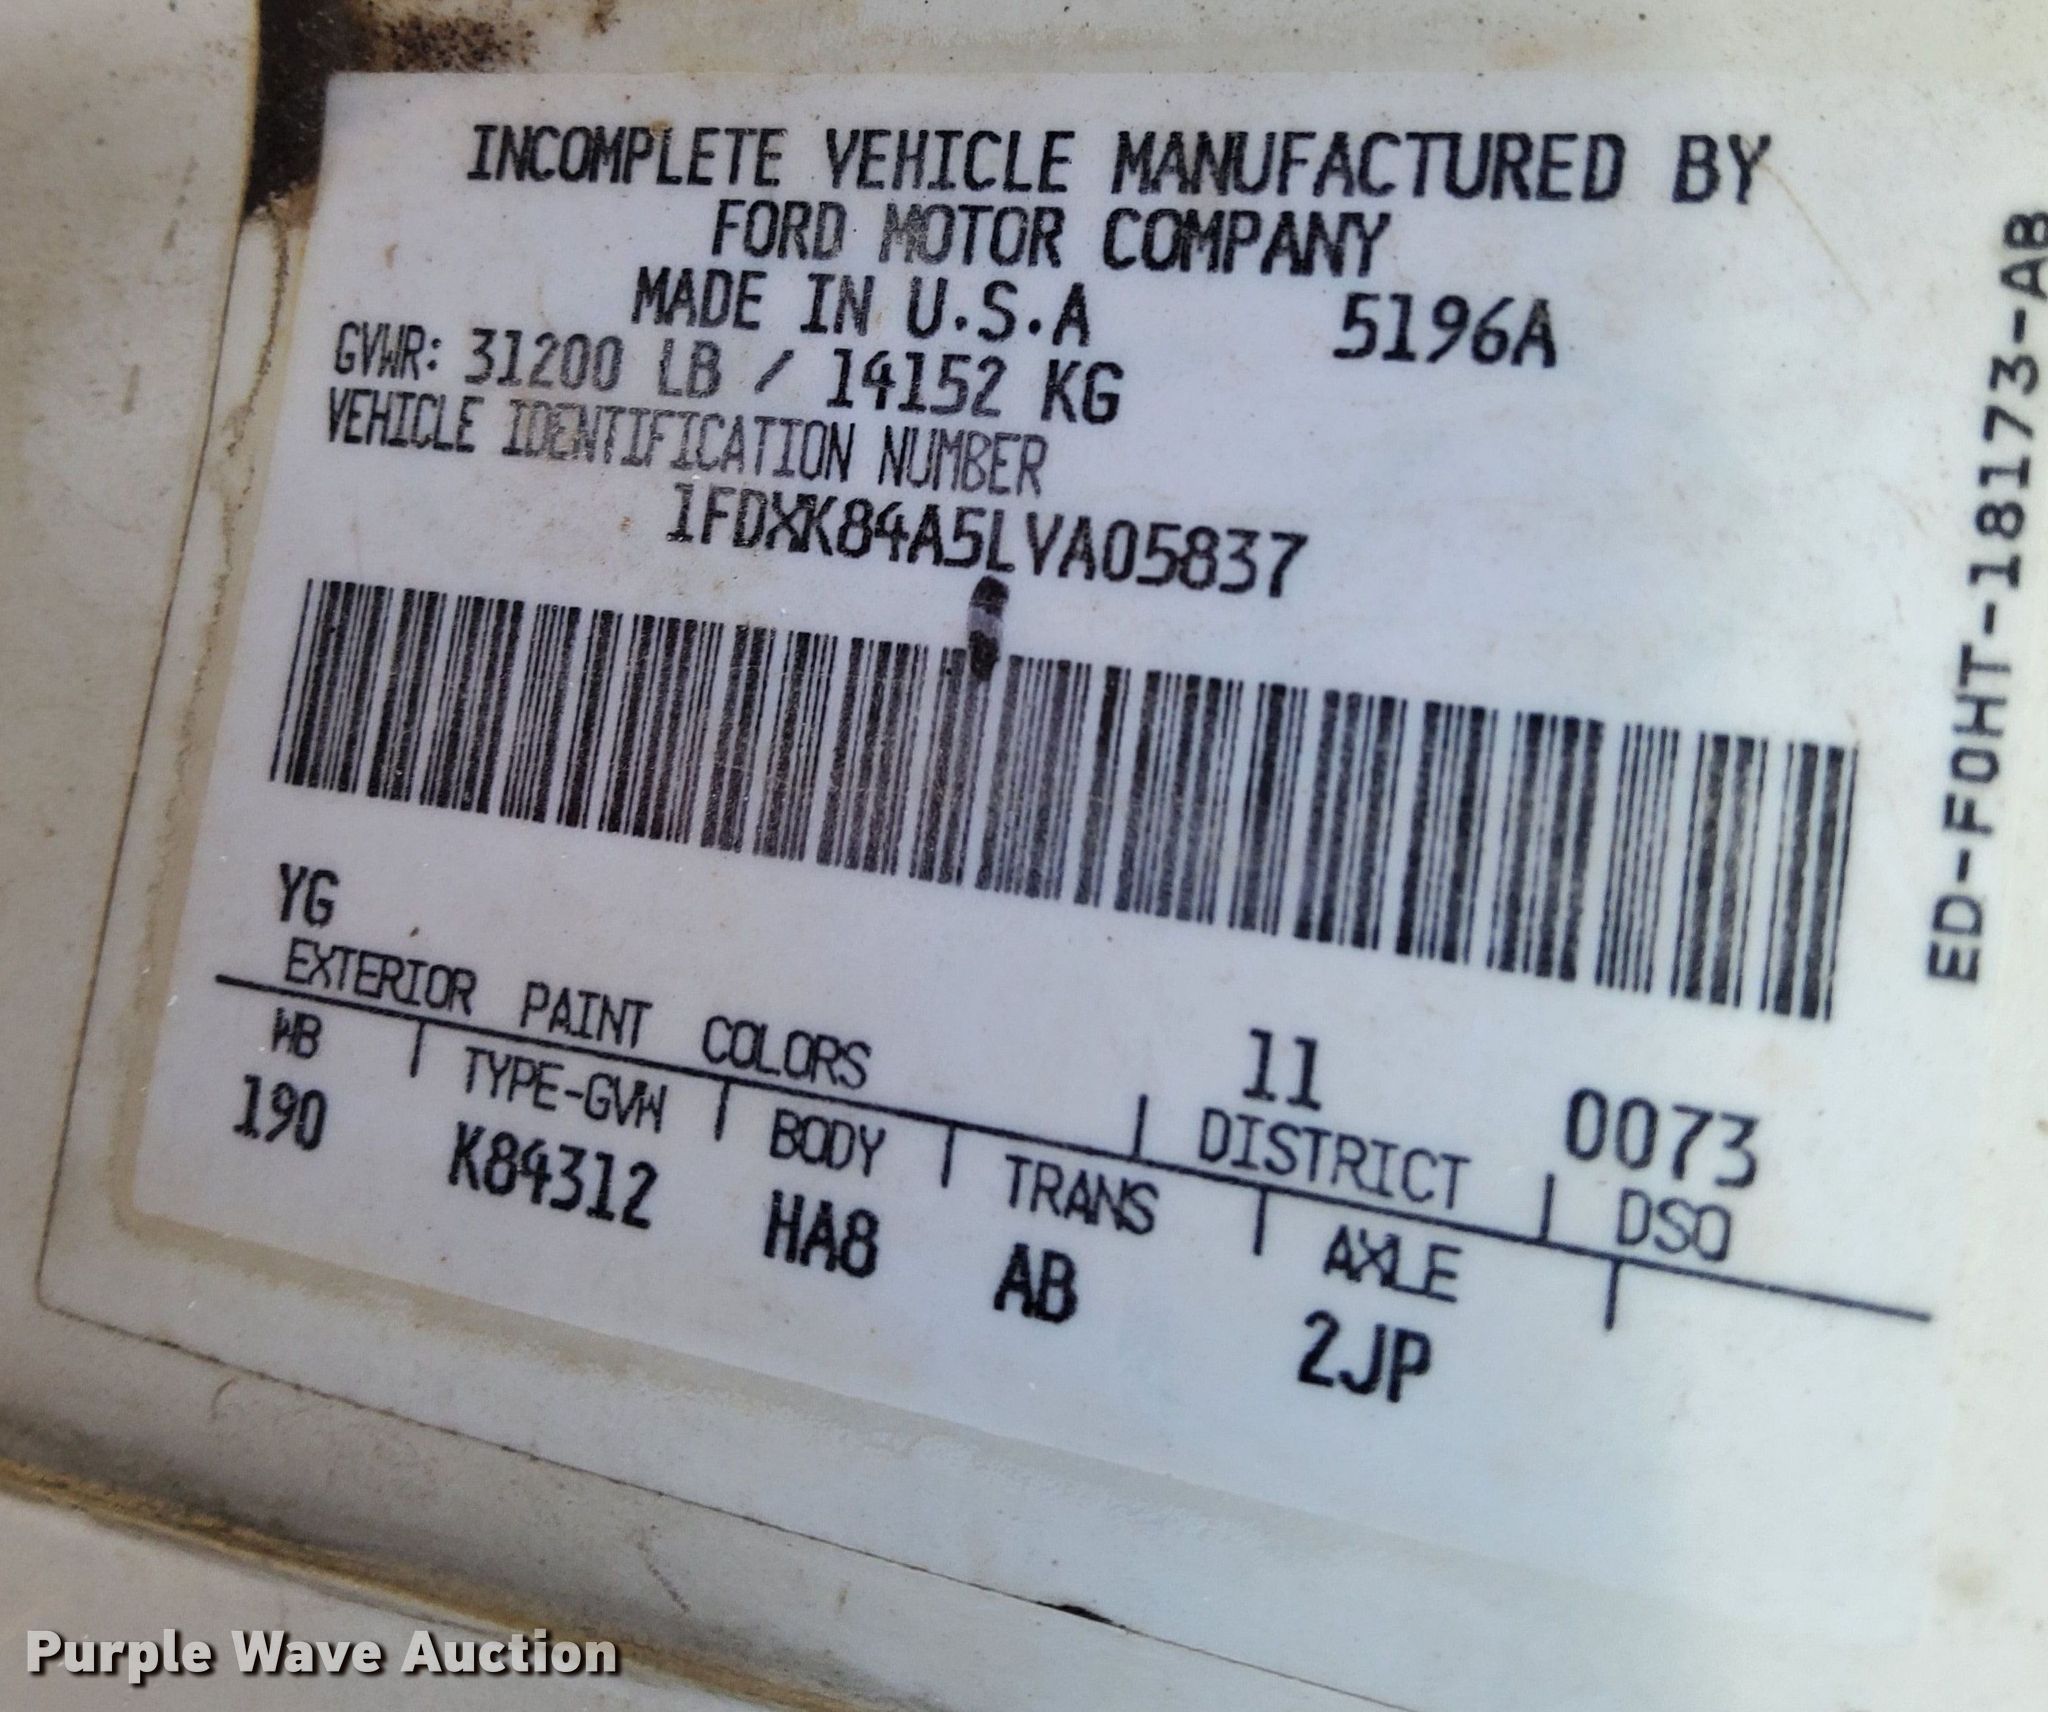 INCOMPLETE VEHICLE MANUFACTURED BY
FORD MOTOR COMPANY
MADE IN U.S.A 5196A
GVWR: 31200 LB / 14152 KG
VEHICLE IDENTIFICATION NUMBER
1FDXK84A5LVA05837
YG
EXTERIOR PAINT COLORS 11 DISTRICT 0073 DSO
WB TYPE-GVW BODY TRANS AXLE
190 K84312 HA8 AB 2JP
ED-F0HT-18173-AB
Purple Wave Auction